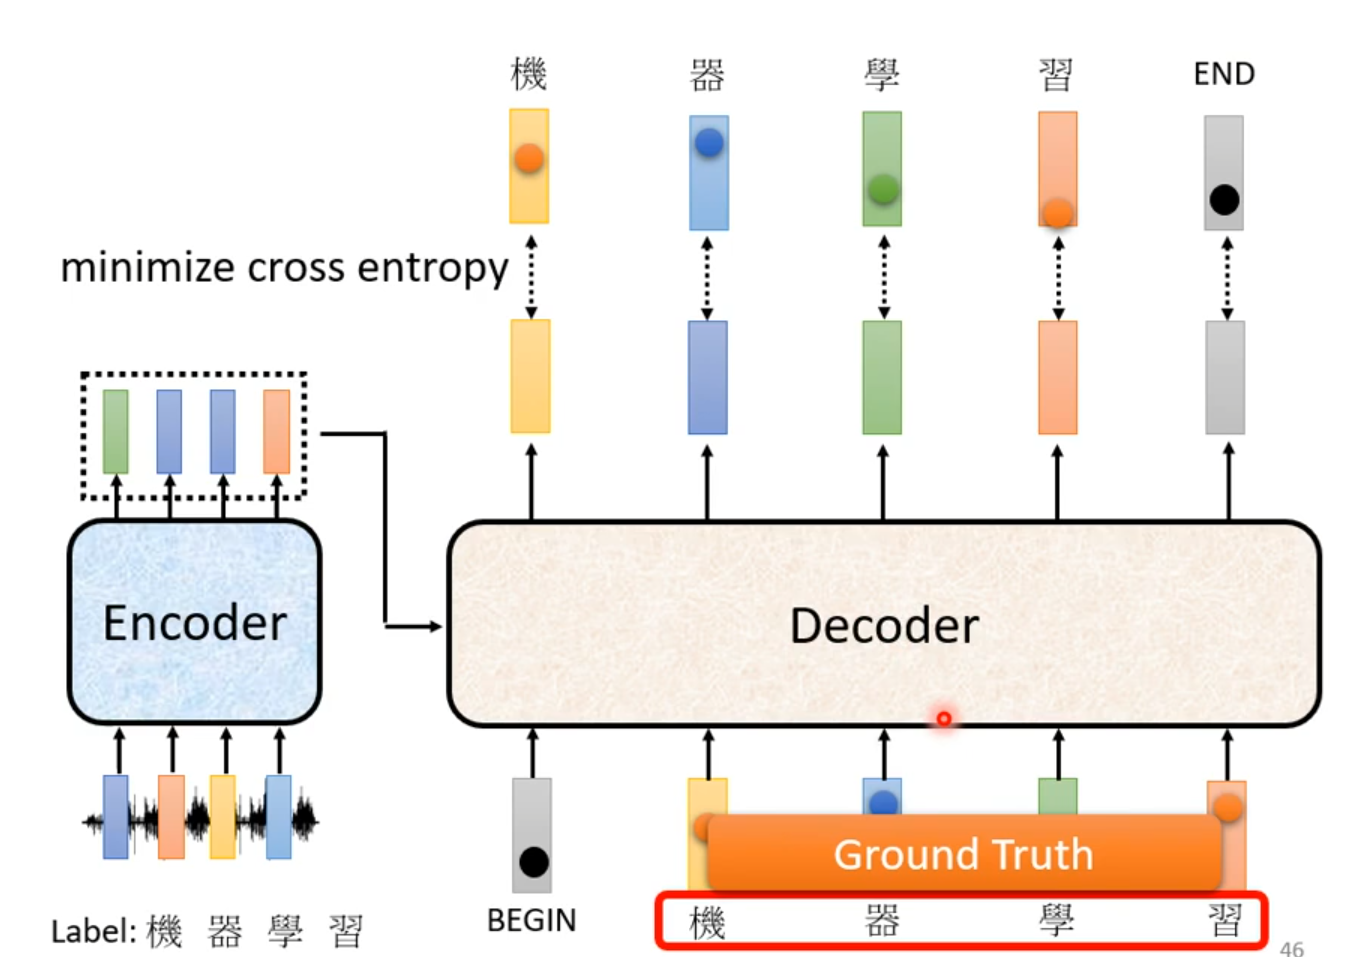 機 器 學 習 END
minimize cross entropy
Encoder
Decoder
Ground Truth
BEGIN 機 器 學 習
Label: 機 器 學 習
46